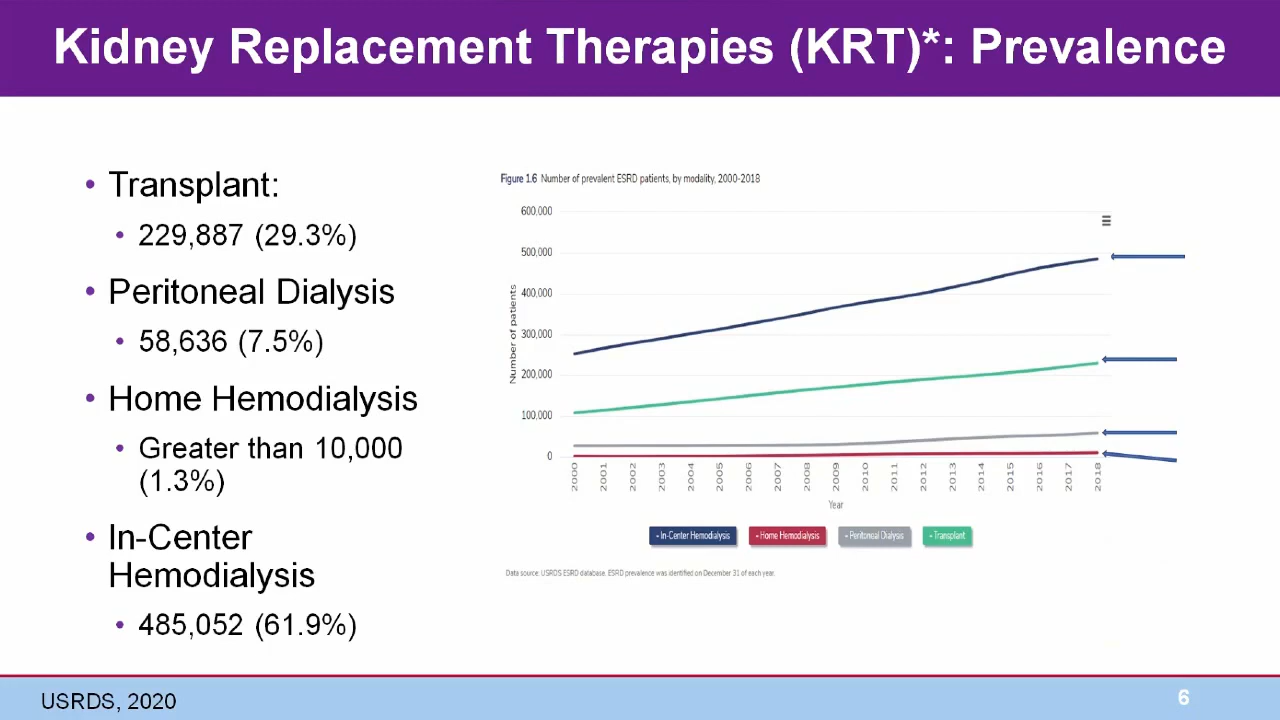 Kidney Replacement Therapies (KRT)*: Prevalence
• Transplant:
• 229,887 (29.3%)
• Peritoneal Dialysis
• 58,636 (7.5%)
• Home Hemodialysis
• Greater than 10,000
(1.3%)
• In-Center
Hemodialysis
• 485,052 (61.9%)
Figure 1.6 Number of prevalent ESRD patients, by modality, 2000-2018
600,000
500,000
400,000
300,000
200,000
100,000
0
Number of patients
2000 2001 2002 2003 2004 2005 2006 2007 2008 2009 2010 2011 2012 2013 2014 2015 2016 2017 2018
Year
- In-Center Hemodialysis - Home Hemodialysis - Peritoneal Dialysis - Transplant
Data source: USRDS ESRD database. ESRD prevalence was identified on December 31 of each year.
USRDS, 2020
6